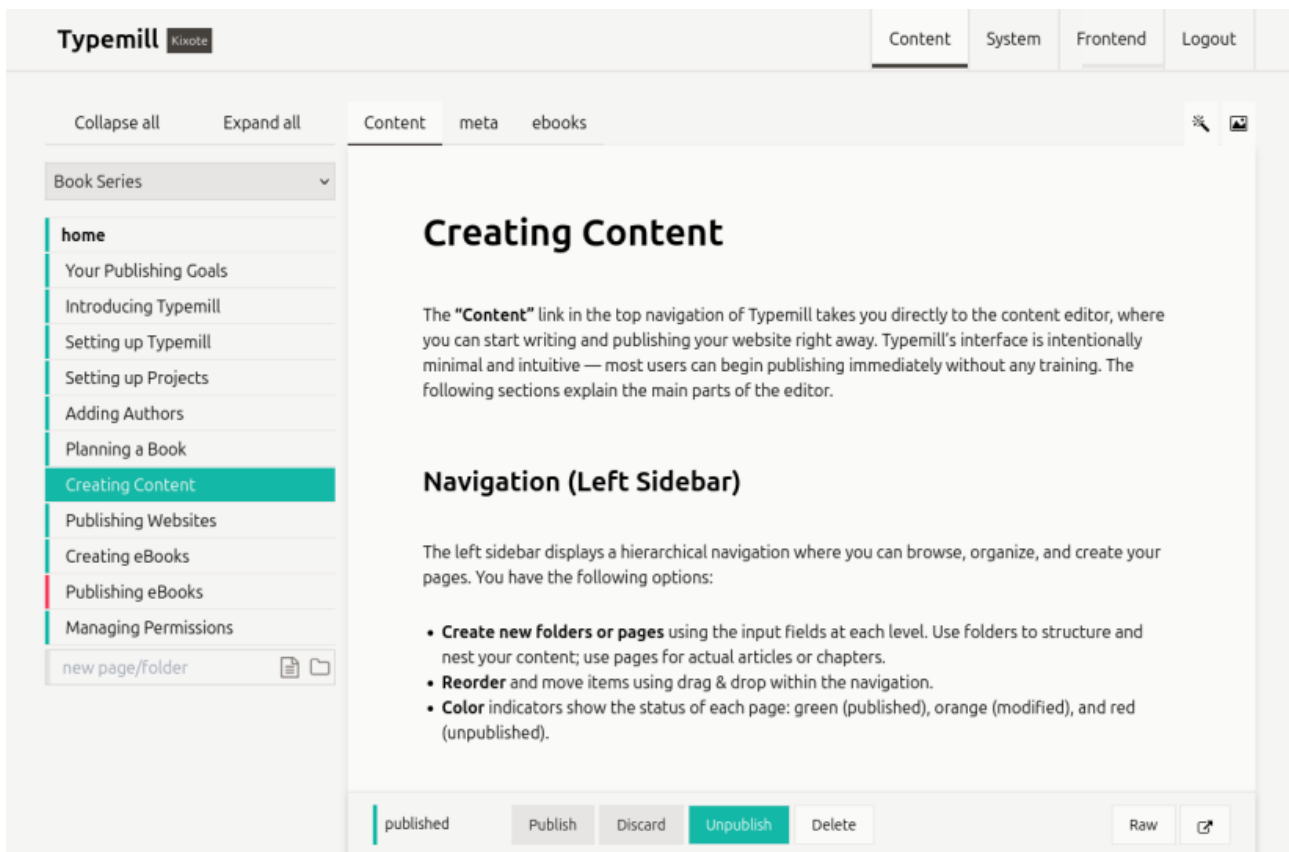 Typemill Kixote
Content System Frontend Logout
Collapse all Expand all
Content meta ebooks
Book Series
home
Your Publishing Goals
Introducing Typemill
Setting up Typemill
Setting up Projects
Adding Authors
Planning a Book
Creating Content
Publishing Websites
Creating eBooks
Publishing eBooks
Managing Permissions
new page/folder
Creating Content
The “Content” link in the top navigation of Typemill takes you directly to the content editor, where
you can start writing and publishing your website right away. Typemill’s interface is intentionally
minimal and intuitive — most users can begin publishing immediately without any training. The
following sections explain the main parts of the editor.
Navigation (Left Sidebar)
The left sidebar displays a hierarchical navigation where you can browse, organize, and create your
pages. You have the following options:
• Create new folders or pages using the input fields at each level. Use folders to structure and
nest your content; use pages for actual articles or chapters.
• Reorder and move items using drag & drop within the navigation.
• Color indicators show the status of each page: green (published), orange (modified), and red
(unpublished).
published Publish Discard Unpublish Delete Raw